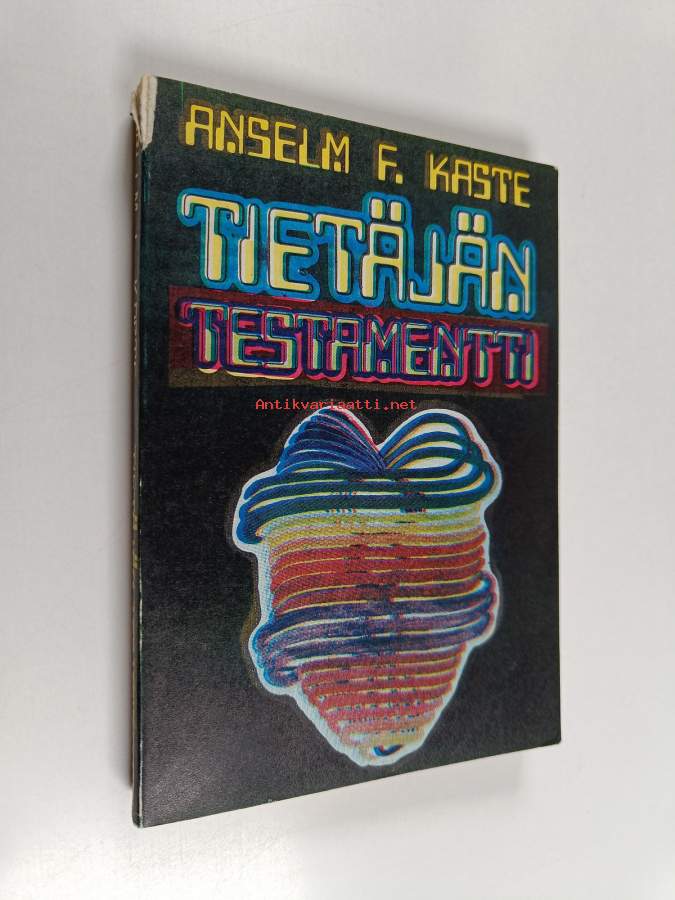 ANSELM F. KASTE
TIETÄJÄN
TESTAMENTTI
Antikvariaatti.net